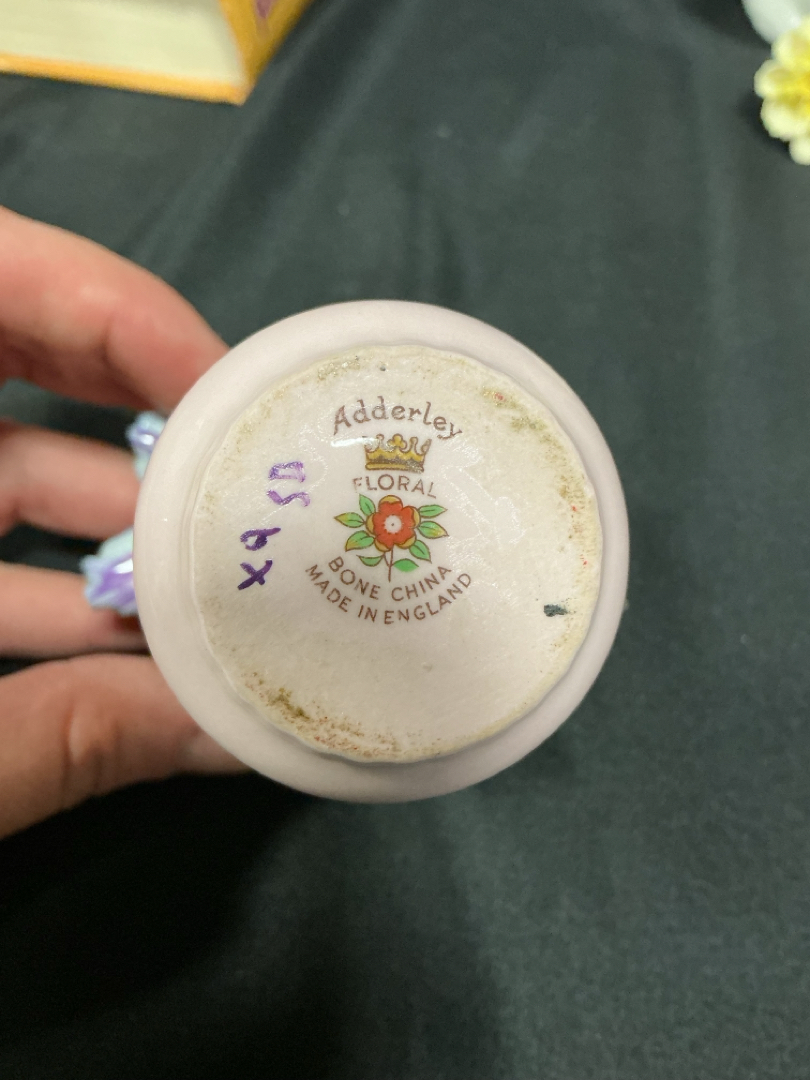 Adderley
FLORAL
BONE CHINA
MADE IN ENGLAND